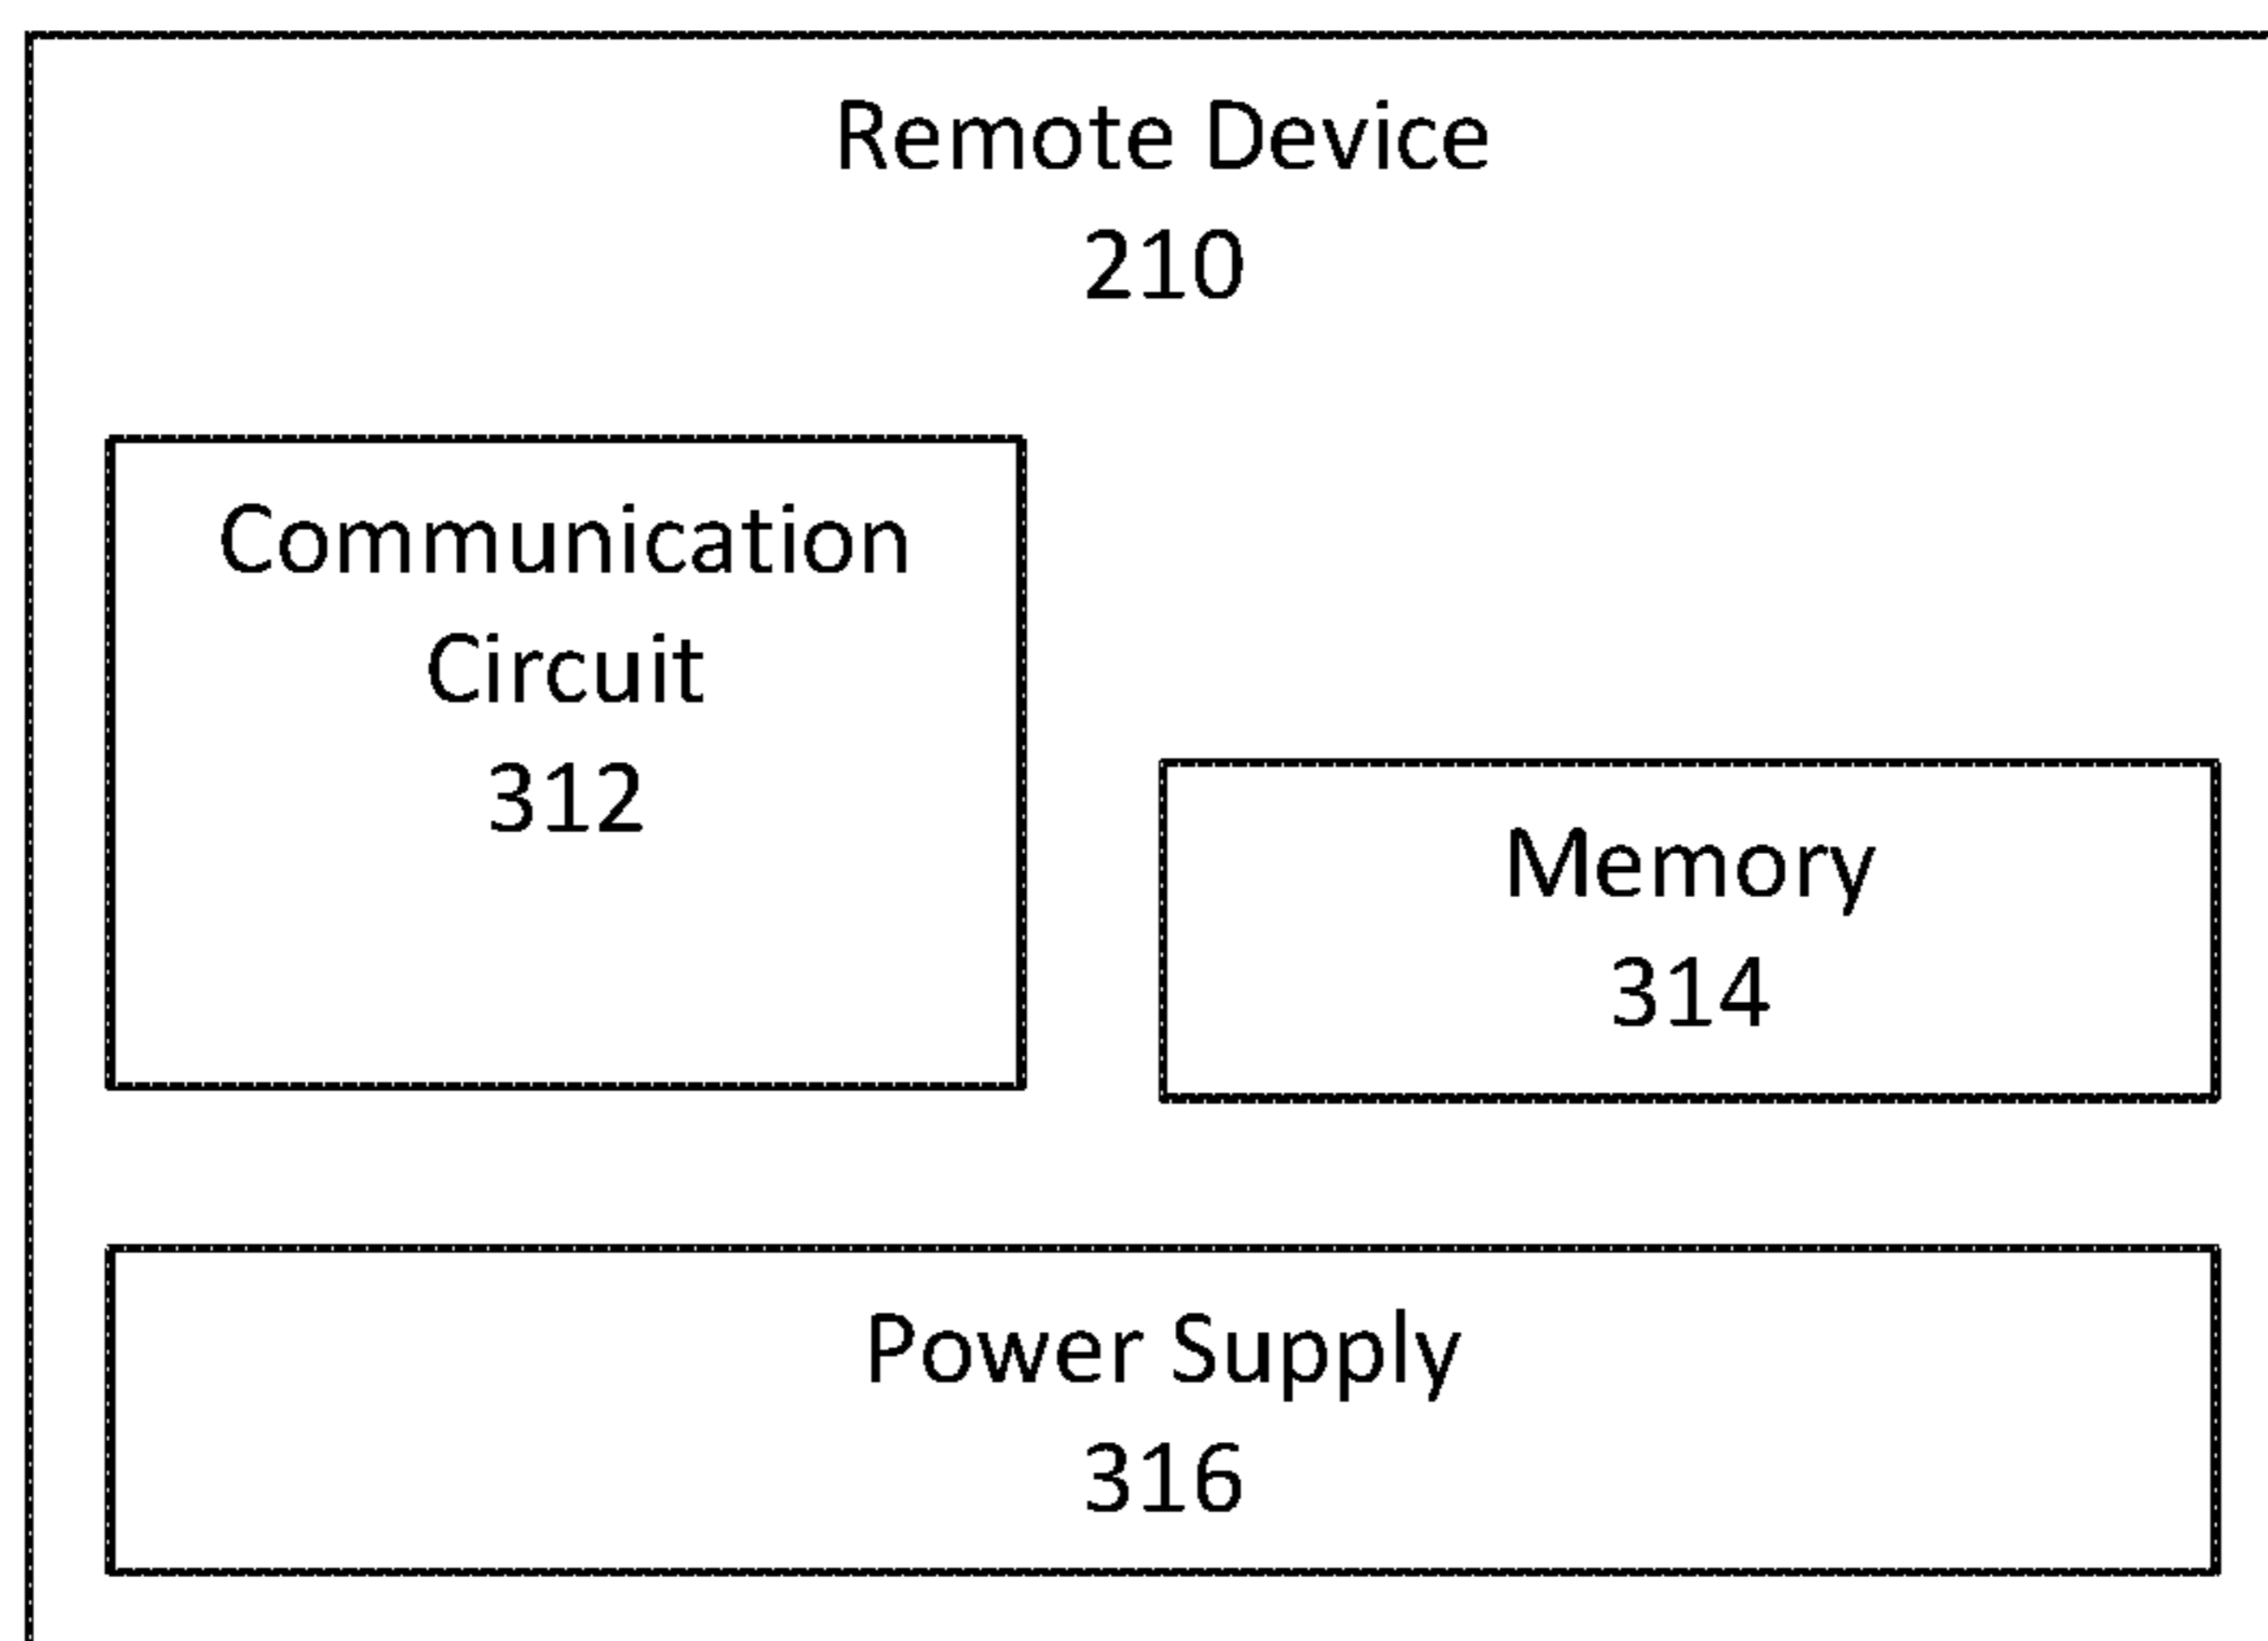 Remote Device
210
Communication
Circuit
312
Memory
314
Power Supply
316